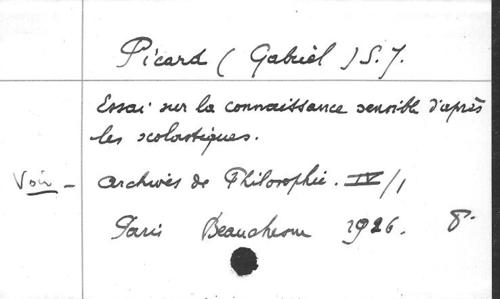 Picard (Gabriel) S.J.
Essai sur la connaissance sensible d'après
les scolastiques.
Voir - Archives de Philosophie. IV/1
Paris Beauchesne 1926. 8°